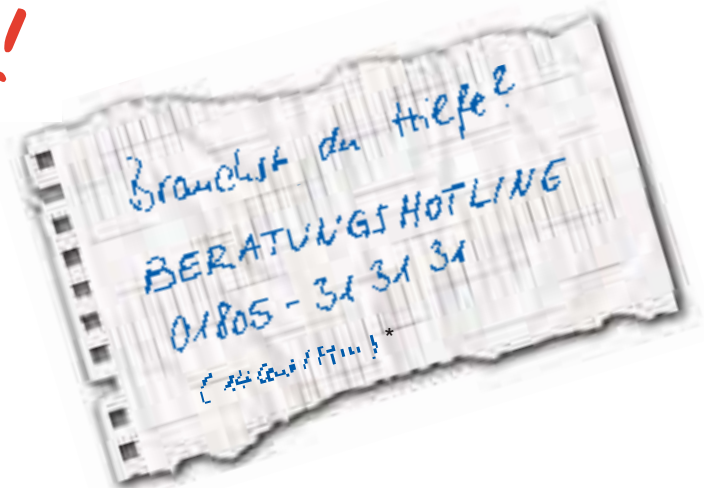 !
Brauchst du Hilfe?
BERATUNGSHOTLINE
01805 - 31 31 31
*